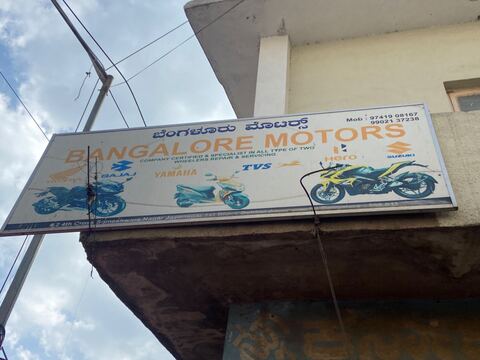 ಬೆಂಗಳೂರು ಮೋಟರ್ಸ್
Mob : 97419 08167
99021 37238
BANGALORE MOTORS
COMPANY CERTIFIED & SPECIALIST IN ALL TYPE OF TWO
WHEELERS REPAIR & SERVICING
BAJAJ
YAMAHA
TVS
Hero
SUZUKI